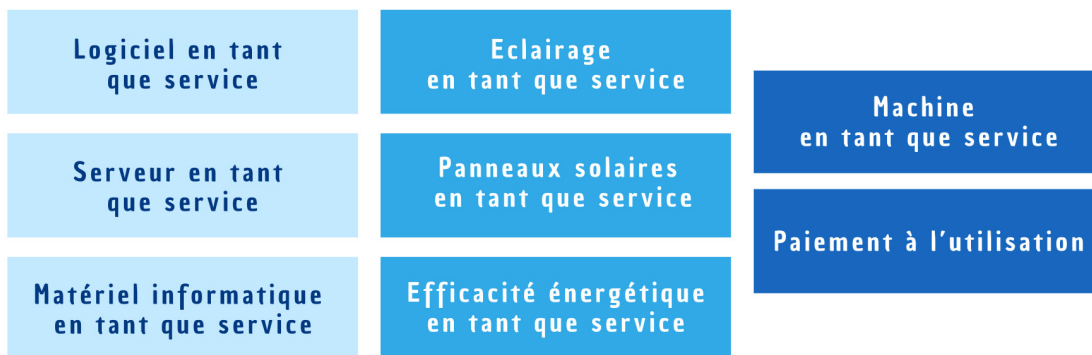 Logiciel en tant
que service
Serveur en tant
que service
Matériel informatique
en tant que service
Eclairage
en tant que service
Panneaux solaires
en tant que service
Efficacité énergétique
en tant que service
Machine
en tant que service
Paiement à l'utilisation